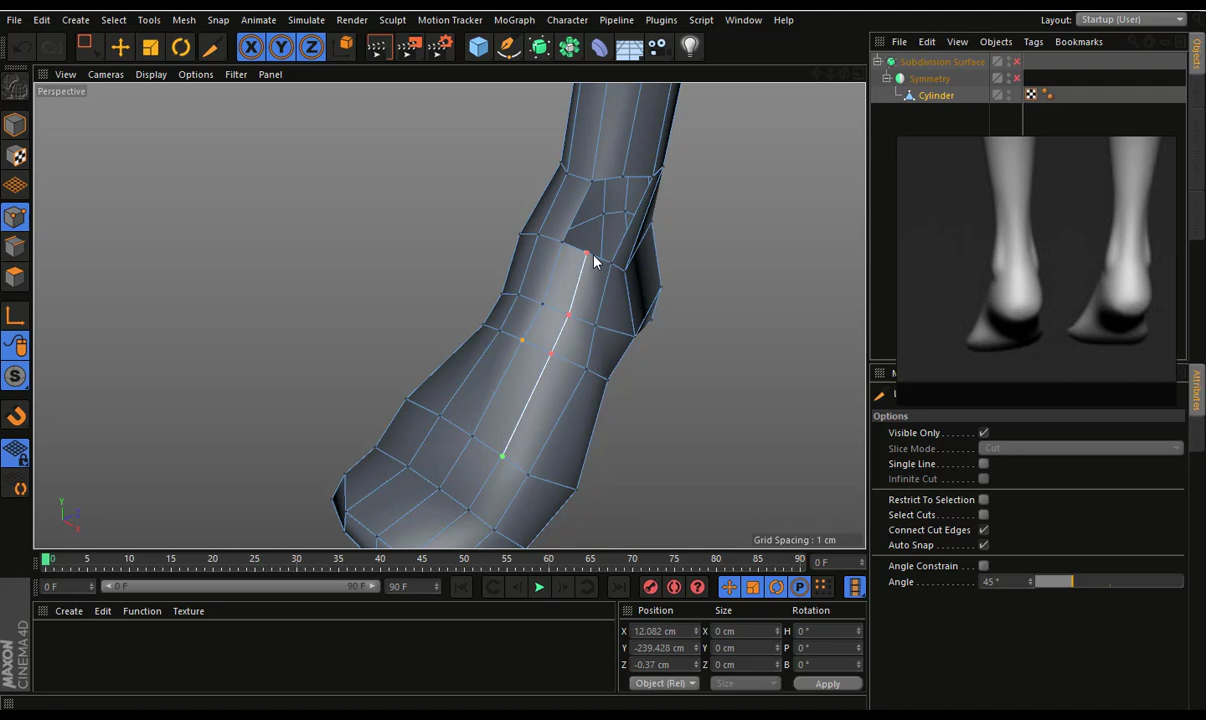 File Edit Create Select Tools Mesh Snap Animate Simulate Render Sculpt Motion Tracker MoGraph Character Pipeline Plugins Script Window Help Layout: Startup (User)
X Y Z
File Edit View Objects Tags Bookmarks
View Cameras Display Options Filter Panel
Perspective
Subdivision Surface
Symmetry
Cylinder
Objects
Attributes
Options
Visible Only
Slice Mode Cut
Single Line
Infinite Cut
Restrict To Selection
Select Cuts
Connect Cut Edges
Auto Snap
Angle Constrain
Angle 45 °
Y
Z
X
Grid Spacing : 1 cm
0 5 10 15 20 25 30 35 40 45 50 55 60 65 70 75 80 85 90 0 F
0 F 0 F 90 F 90 F
Create Edit Function Texture
Position Size Rotation
X 12.082 cm X 0 cm H 0 °
Y -239.428 cm Y 0 cm P 0 °
Z -0.37 cm Z 0 cm B 0 °
Object (Rel) Size Apply
MAXON
CINEMA4D